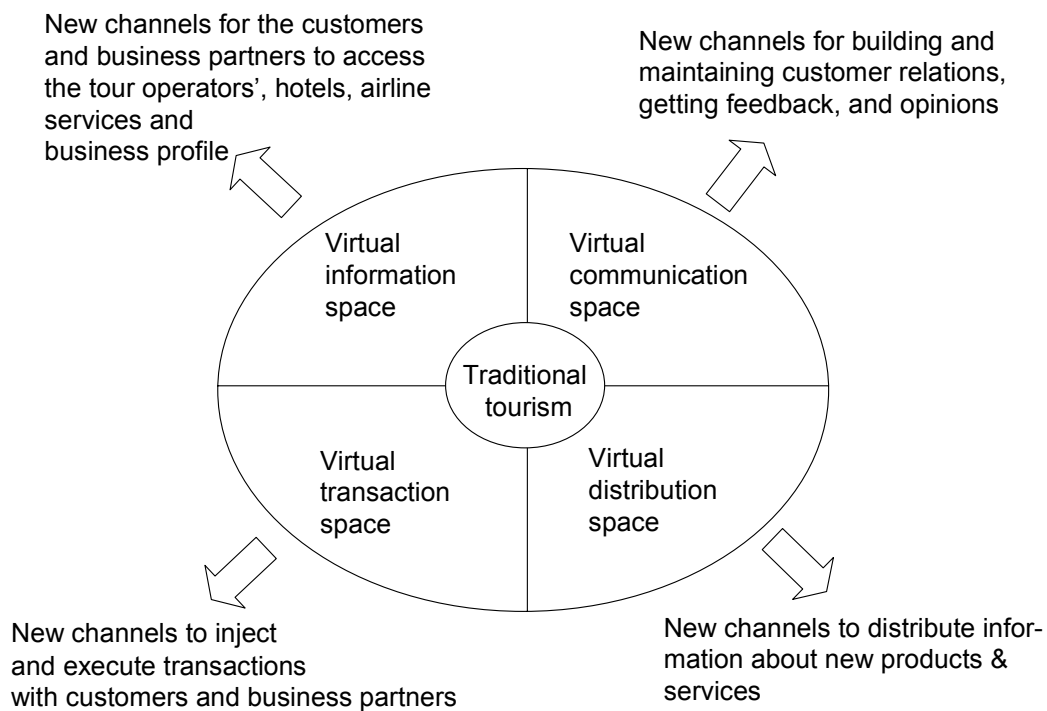 New channels for the customers
and business partners to access
the tour operators’, hotels, airline
services and
business profile
New channels for building and
maintaining customer relations,
getting feedback, and opinions
Virtual
information
space
Virtual
communication
space
Traditional
tourism
Virtual
transaction
space
Virtual
distribution
space
New channels to inject
and execute transactions
with customers and business partners
New channels to distribute infor-
mation about new products &
services